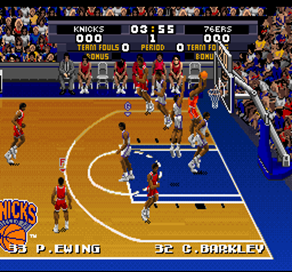 KNICKS 03:55 76ERS
000 1 000
TEAM FOULS 0 PERIOD 0 TEAM FOULS
BONUS BONUS
G
F
KNICKS
33 P.EWING 32 C.BARKLEY